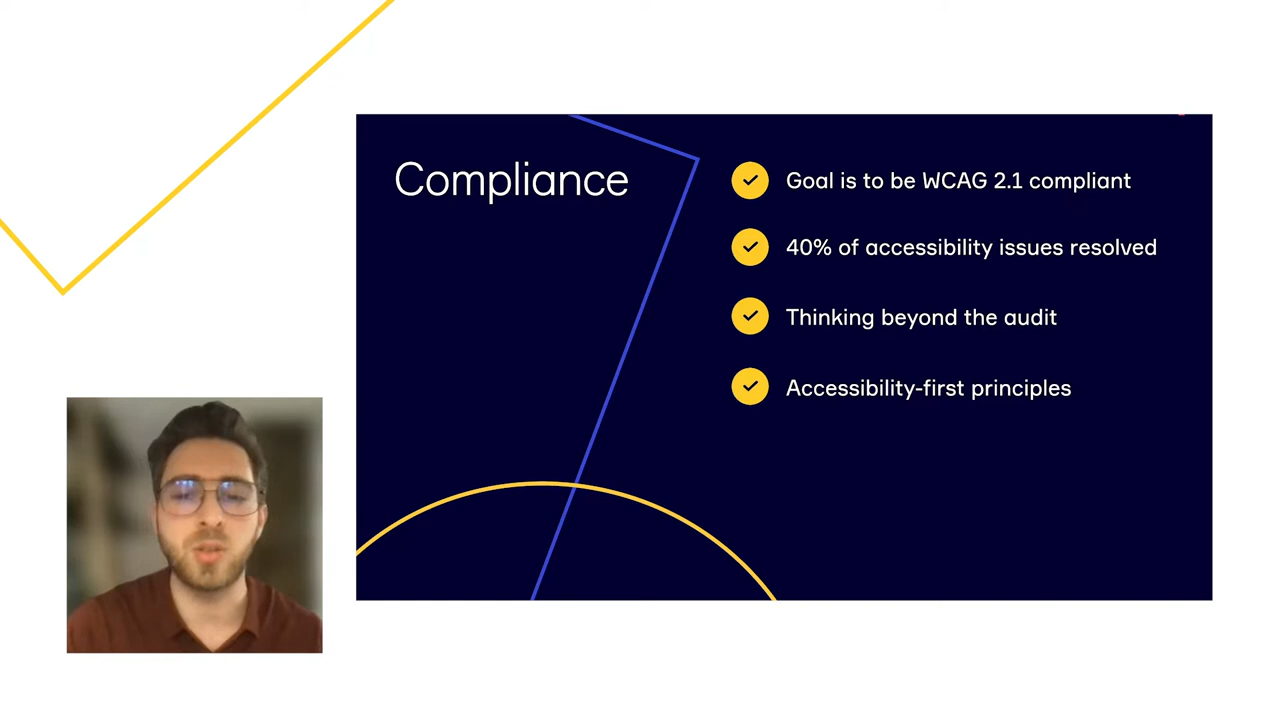 Compliance
Goal is to be WCAG 2.1 compliant
40% of accessibility issues resolved
Thinking beyond the audit
Accessibility-first principles